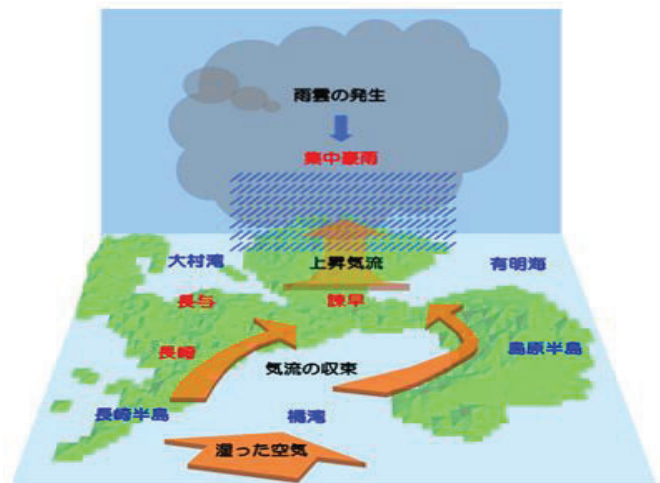 雨雲の発生
集中豪雨
大村湾
上昇気流
有明海
長与
諫早
長崎
島原半島
気流の収束
長崎半島
橘湾
湿った空気